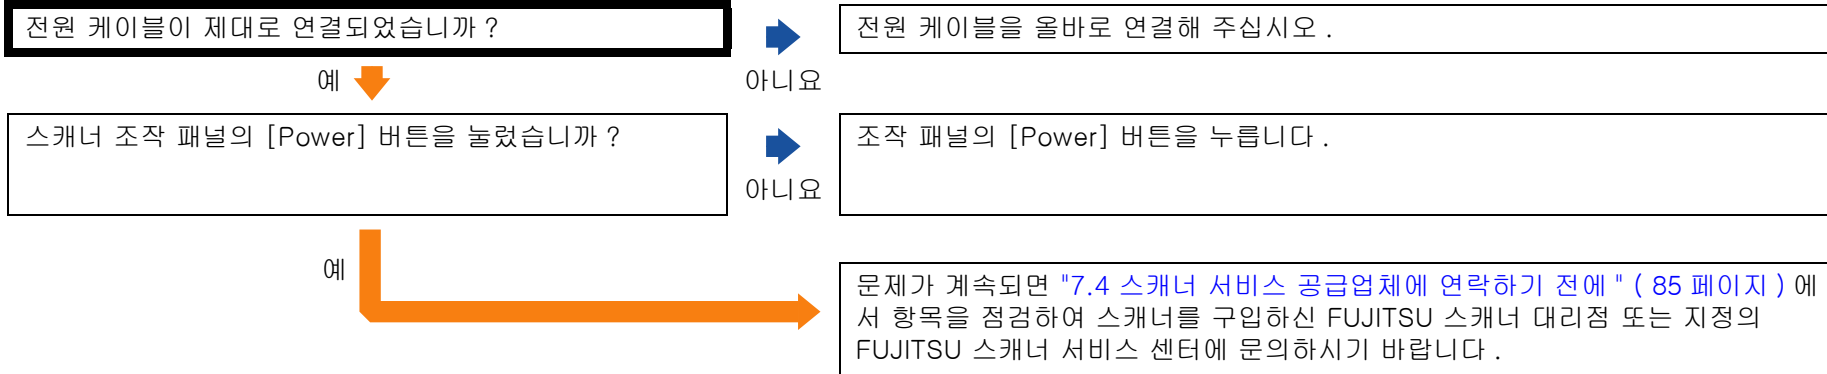 전원 케이블이 제대로 연결되었습니까 ?
아니요
전원 케이블을 올바로 연결해 주십시오 .
예
스캐너 조작 패널의 [Power] 버튼을 눌렀습니까 ?
아니요
조작 패널의 [Power] 버튼을 누릅니다 .
예
문제가 계속되면 "7.4 스캐너 서비스 공급업체에 연락하기 전에 " ( 85 페이지 ) 에
서 항목을 점검하여 스캐너를 구입하신 FUJITSU 스캐너 대리점 또는 지정의
FUJITSU 스캐너 서비스 센터에 문의하시기 바랍니다 .